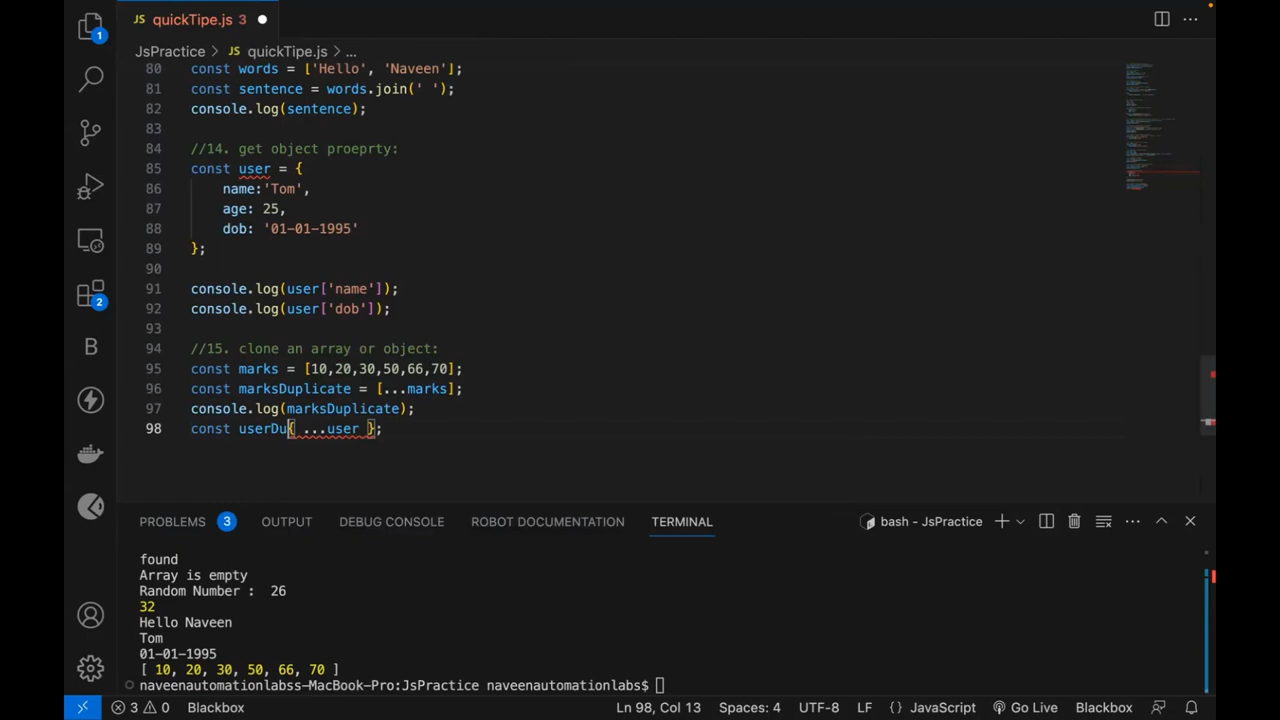 JS quickTipe.js 3
JsPractice > JS quickTipe.js > ...
80 const words = ['Hello', 'Naveen'];
81 const sentence = words.join(' ');
82 console.log(sentence);
83
84 //14. get object proeprty:
85 const user = {
86 name:'Tom',
87 age: 25,
88 dob: '01-01-1995'
89 };
90
91 console.log(user['name']);
92 console.log(user['dob']);
93
94 //15. clone an array or object:
95 const marks = [10,20,30,50,66,70];
96 const marksDuplicate = [...marks];
97 console.log(marksDuplicate);
98 const userDu{ ...user };
1
2
B
PROBLEMS 3 OUTPUT DEBUG CONSOLE ROBOT DOCUMENTATION TERMINAL bash - JsPractice
found
Array is empty
Random Number :  26
32
Hello Naveen
Tom
01-01-1995
[ 10, 20, 30, 50, 66, 70 ]
naveenautomationlabss-MacBook-Pro:JsPractice naveenautomationlabs$
3 0 Blackbox Ln 98, Col 13 Spaces: 4 UTF-8 LF {} JavaScript Go Live Blackbox